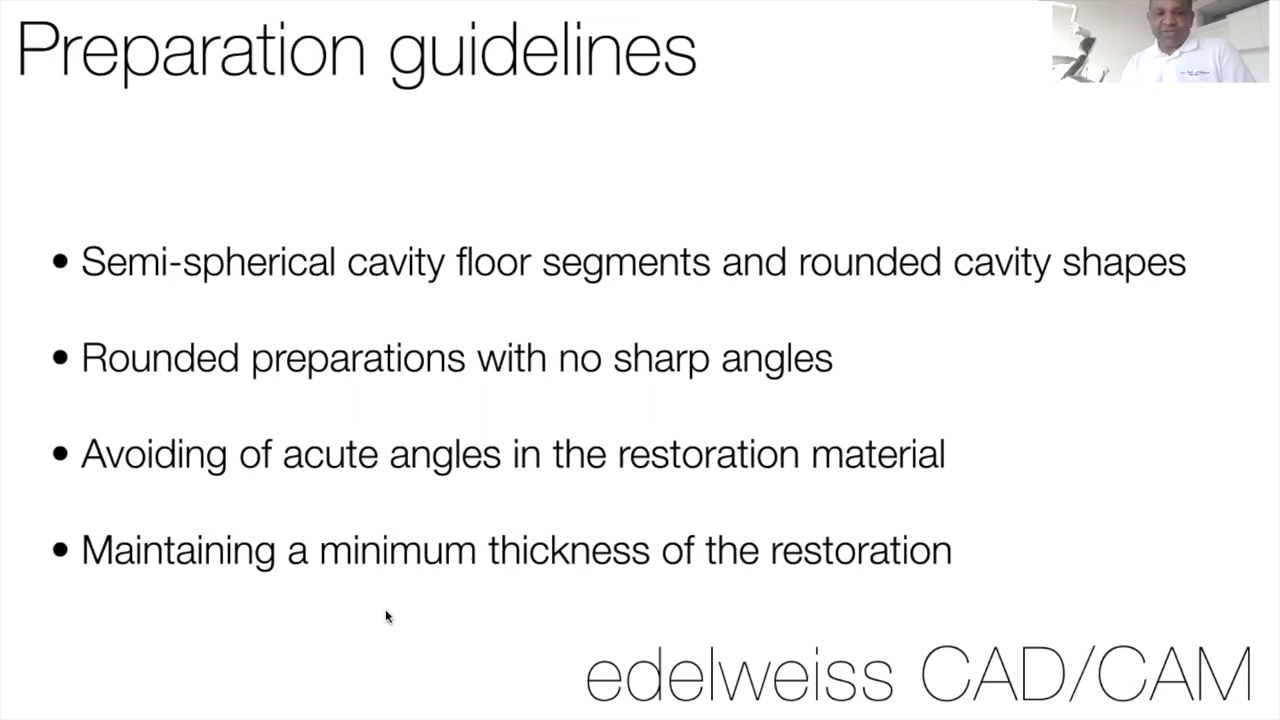 Preparation guidelines
• Semi-spherical cavity floor segments and rounded cavity shapes
• Rounded preparations with no sharp angles
• Avoiding of acute angles in the restoration material
• Maintaining a minimum thickness of the restoration
edelweiss CAD/CAM